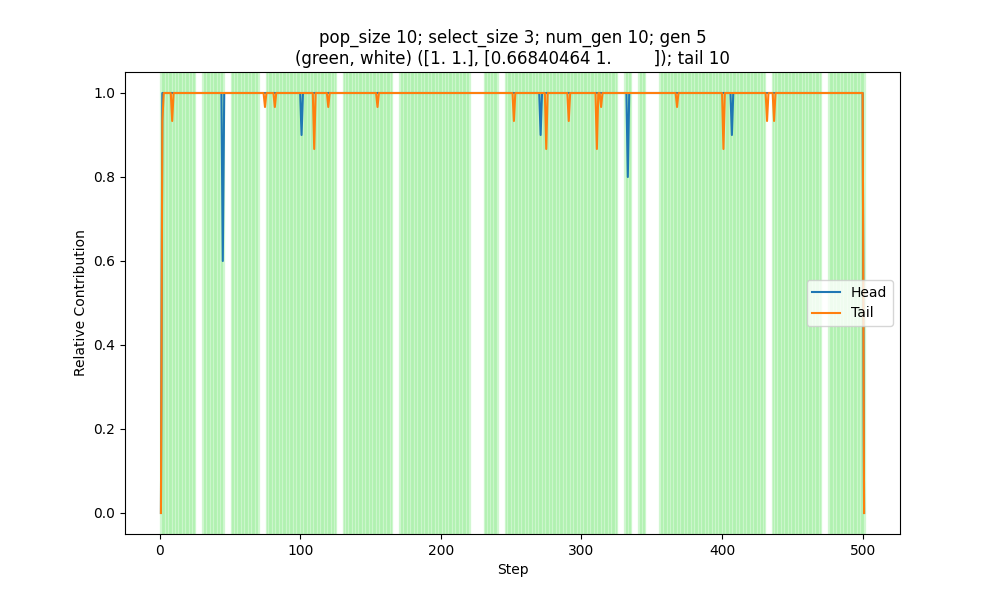 pop_size 10; select_size 3; num_gen 10; gen 5
(green, white) ([1. 1.], [0.66840464 1.         ]); tail 10
1.0
0.8
0.6
0.4
0.2
0.0
Relative Contribution
Head
Tail
0 100 200 300 400 500
Step